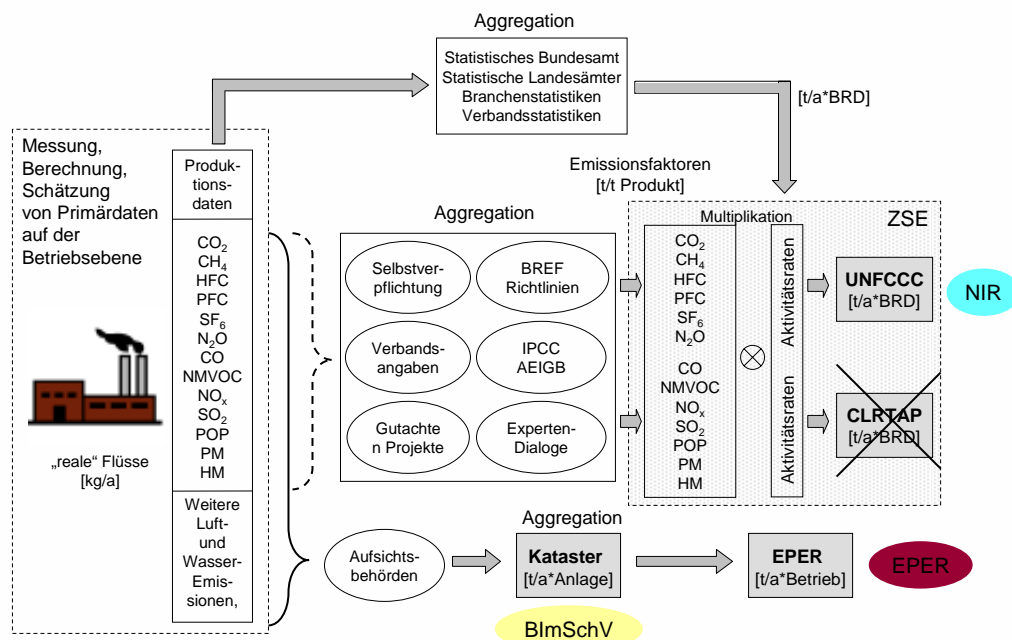 Aggregation
Statistisches Bundesamt
Statistische Landesämter
Branchenstatistiken
Verbandsstatistiken
[t/a*BRD]
Messung,
Berechnung,
Schätzung
von Primärdaten
auf der
Betriebsebene
„reale“ Flüsse
[kg/a]
Produk-
tions-
daten
CO2
CH4
HFC
PFC
SF6
N2O
CO
NMVOC
NOx
SO2
POP
PM
HM
Weitere
Luft-
und
Wasser-
Emis-
sionen,
Aggregation
Selbstver-
pflichtung
BREF
Richtlinien
Verbands-
angaben
IPCC
AEIGB
Gutachte
n Projekte
Experten-
Dialoge
Emissionsfaktoren
[t/t Produkt]
Multiplikation
ZSE
CO2
CH4
HFC
PFC
SF6
N2O
CO
NMVOC
NOx
SO2
POP
PM
HM
Aktivitätsraten
Aktivitätsraten
UNFCCC
[t/a*BRD]
NIR
CLRTAP
[t/a*BRD]
Aufsichts-
behörden
Aggregation
Kataster
[t/a*Anlage]
BImSchV
EPER
[t/a*Betrieb]
EPER